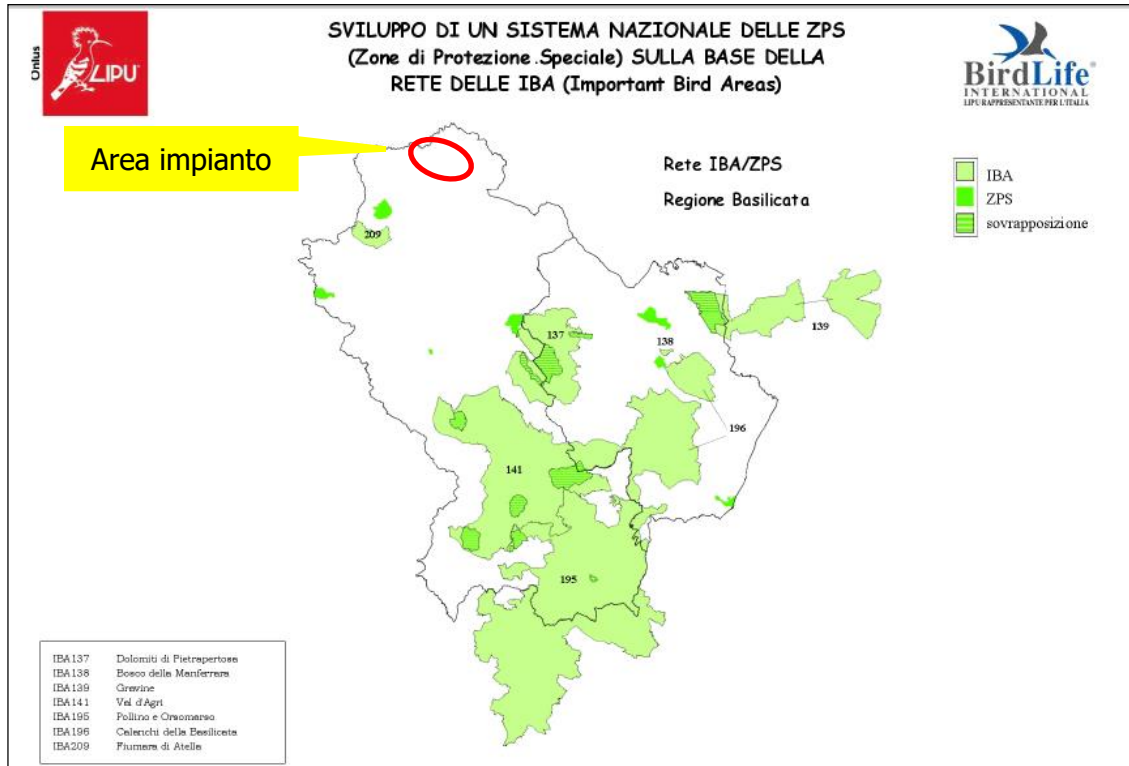 Onlus
LIPU
SVILUPPO DI UN SISTEMA NAZIONALE DELLE ZPS
(Zone di Protezione.Speciale) SULLA BASE DELLA
RETE DELLE IBA (Important Bird Areas)
BirdLife
INTERNATIONAL
LIPU RAPPRESENTANTE PER L'ITALIA
Area impianto
Rete IBA/ZPS
Regione Basilicata
IBA
ZPS
sovrapposizione
209
137
138
139
196
141
195
IBA137 Dolomiti di Pietrapertosa
IBA138 Bosco della Manferrara
IBA139 Gravine
IBA141 Val d'Agri
IBA195 Pollino e Orsomarso
IBA196 Calanchi della Basilicata
IBA209 Fiumara di Atella